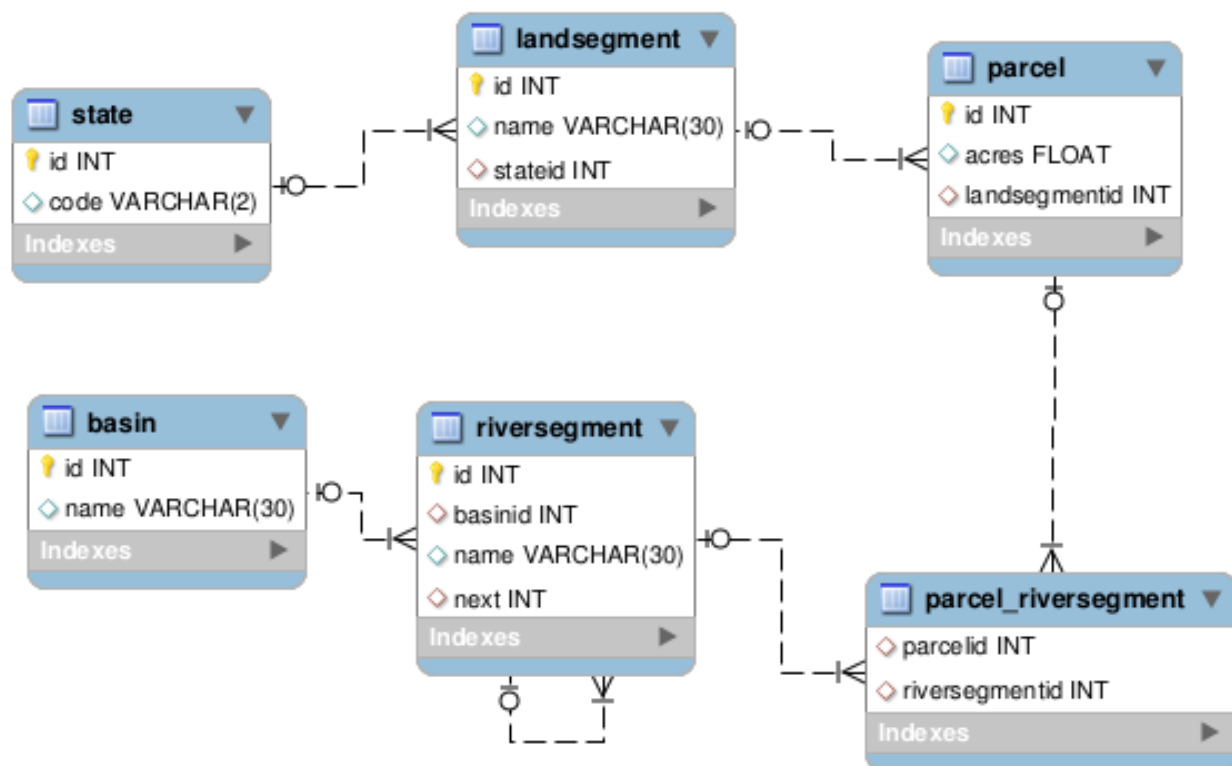 state
id INT
code VARCHAR(2)
Indexes
landsegment
id INT
name VARCHAR(30)
stateid INT
Indexes
parcel
id INT
acres FLOAT
landsegmentid INT
Indexes
basin
id INT
name VARCHAR(30)
Indexes
riversegment
id INT
basinid INT
name VARCHAR(30)
next INT
Indexes
parcel_riversegment
parcelid INT
riversegmentid INT
Indexes